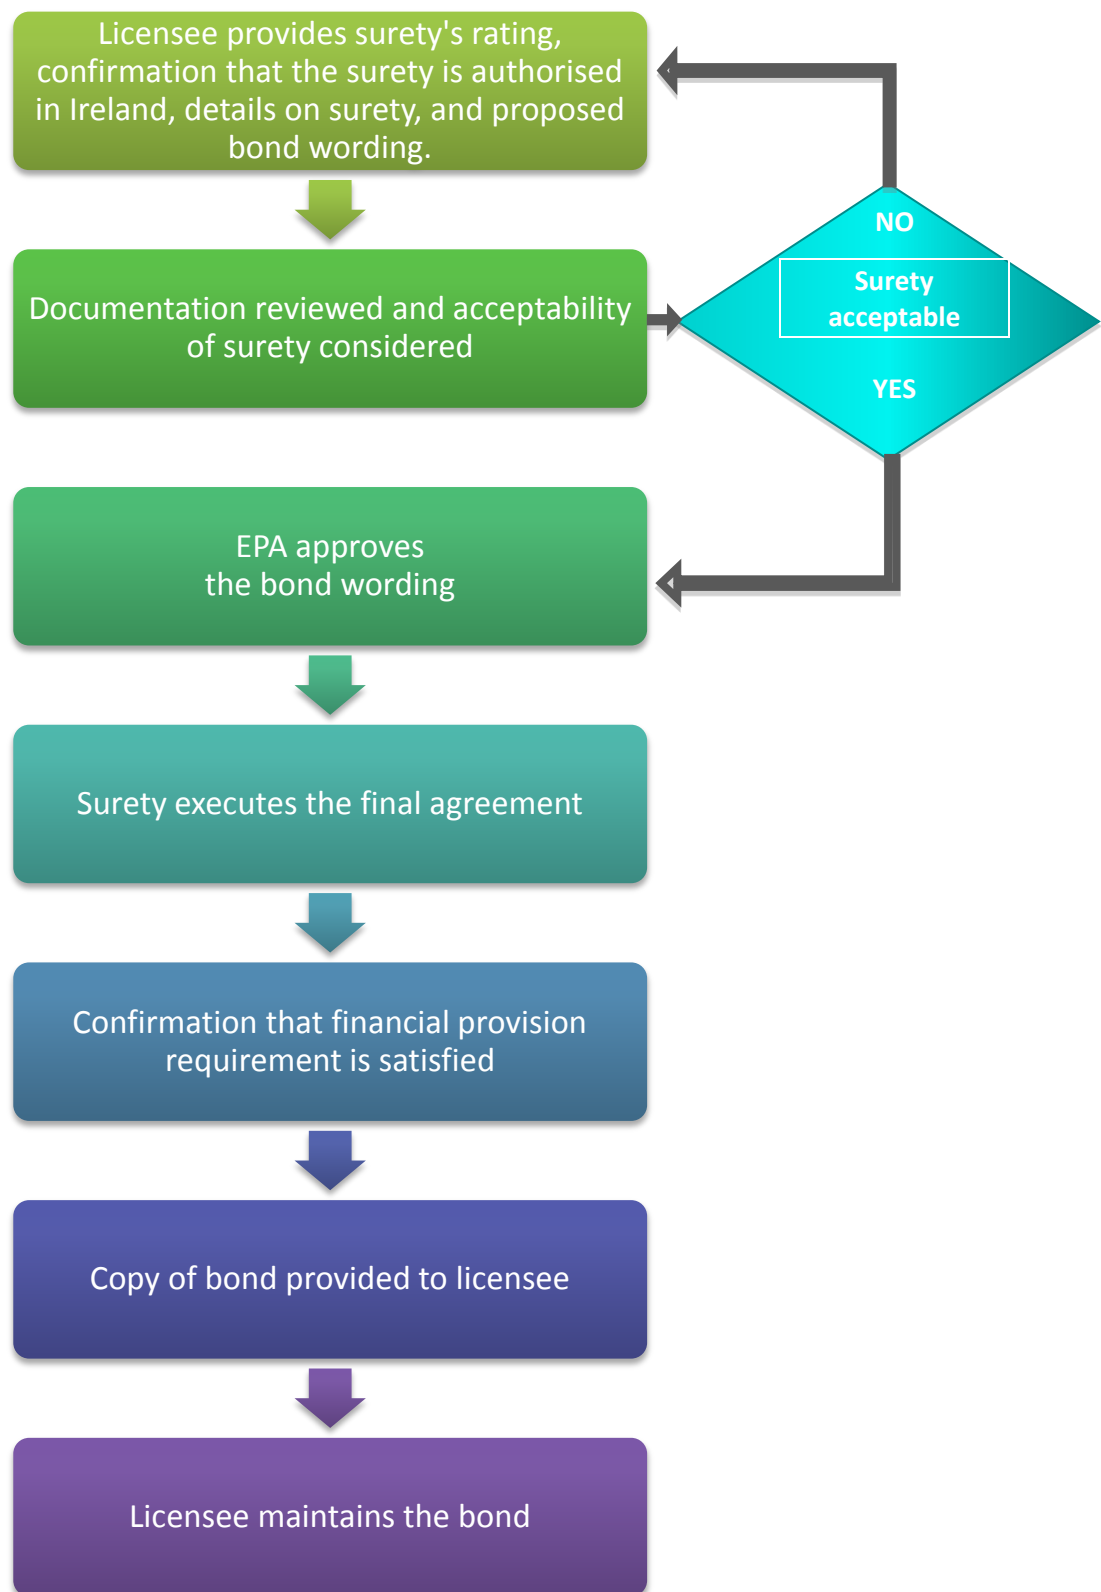 Licensee provides surety's rating,
confirmation that the surety is authorised
in Ireland, details on surety, and proposed
bond wording.
Documentation reviewed and acceptability
of surety considered
NO
Surety
acceptable
YES
EPA approves
the bond wording
Surety executes the final agreement
Confirmation that financial provision
requirement is satisfied
Copy of bond provided to licensee
Licensee maintains the bond